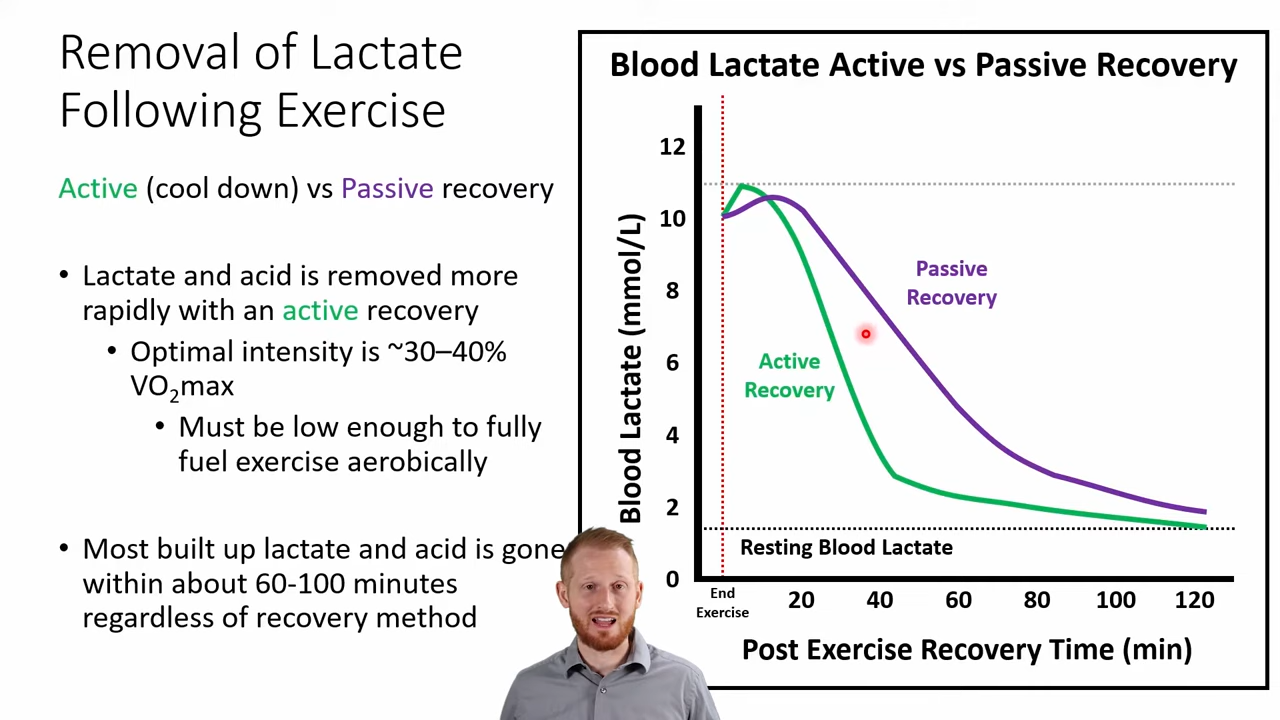 Removal of Lactate
Following Exercise
Active (cool down) vs Passive recovery
• Lactate and acid is removed more
rapidly with an active recovery
• Optimal intensity is ~30–40%
VO₂max
• Must be low enough to fully
fuel exercise aerobically
• Most built up lactate and acid is gone
within about 60-100 minutes
regardless of recovery method
Blood Lactate Active vs Passive Recovery
Blood Lactate (mmol/L)
12
10
8
6
4
2
0
Passive
Recovery
Active
Recovery
Resting Blood Lactate
End
Exercise
20 40 60 80 100 120
Post Exercise Recovery Time (min)